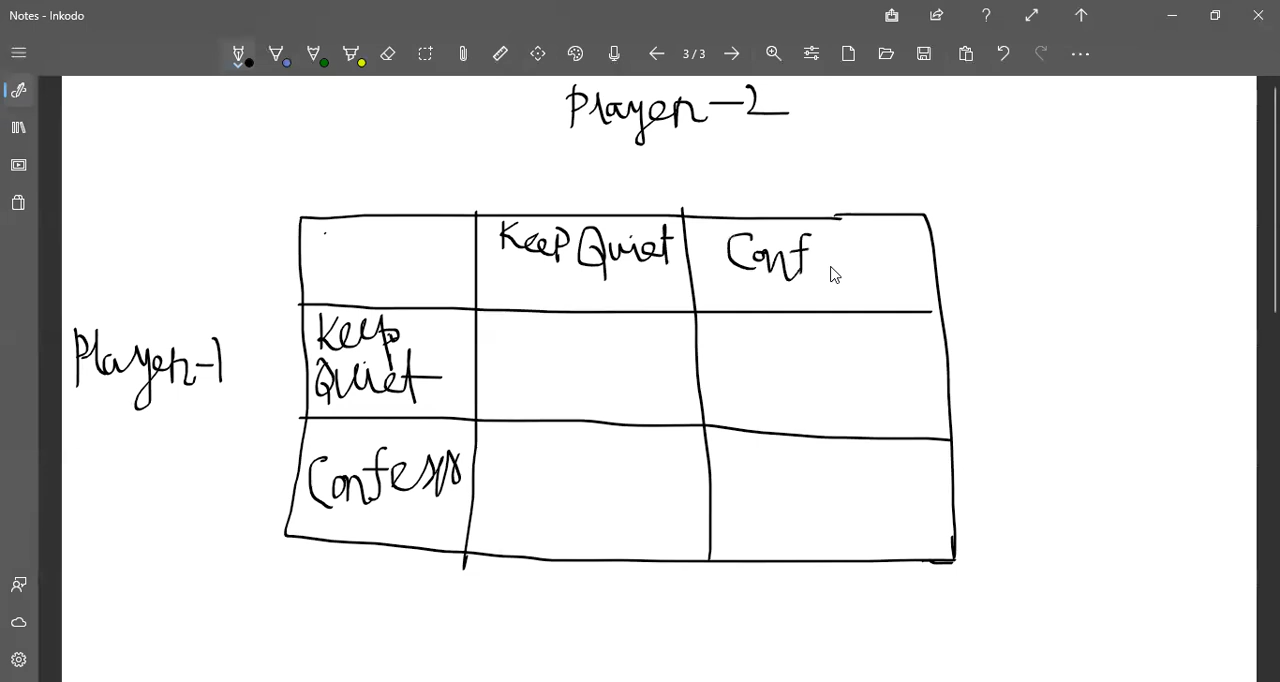 Notes - Inkodo
3/3
Player-2
Keep Quiet
Conf
Keep
Quiet
Player-1
Confess